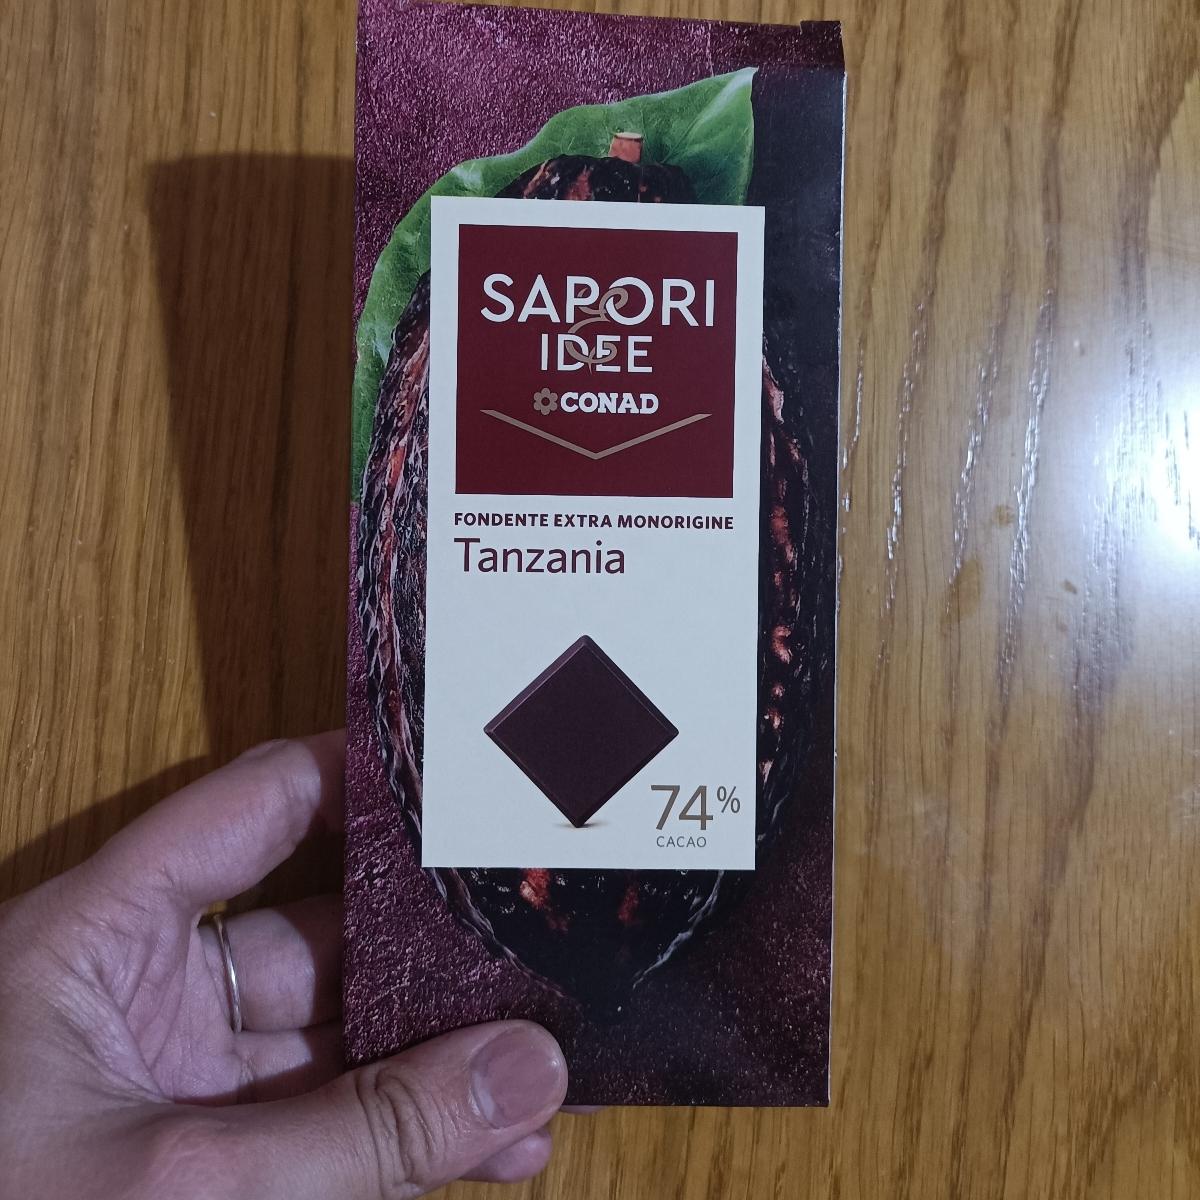 SAPORI
&
IDEE
CONAD
FONDENTE EXTRA MONORIGINE
Tanzania
74%
CACAO